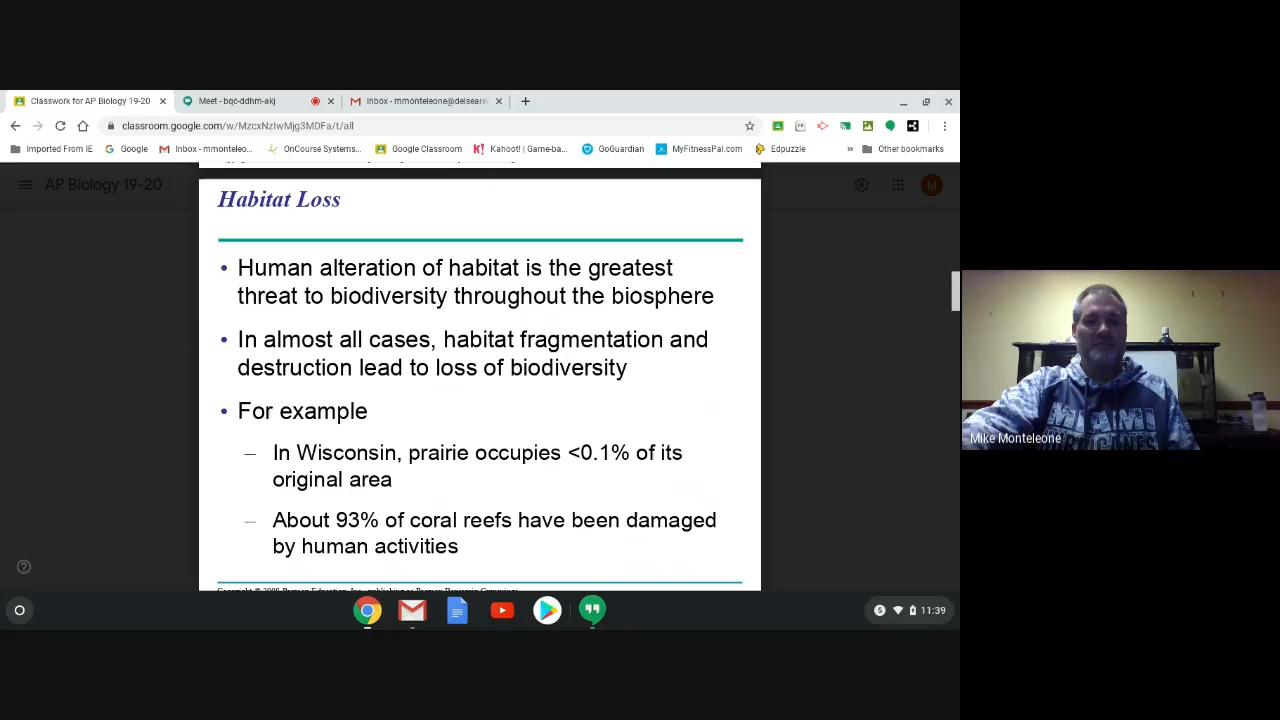 Classwork for AP Biology 19-20
Meet - bqc-ddhm-akj
Inbox - mmonteleone@delseare
classroom.google.com/w/MzcxNzIwMjg3MDFa/t/all
Imported From IE
Google
Inbox - mmonteleo...
OnCourse Systems...
Google Classroom
Kahoot! | Game-ba...
GoGuardian
MyFitnessPal.com
Edpuzzle
»
Other bookmarks
AP Biology 19-20
M
Habitat Loss
• Human alteration of habitat is the greatest
threat to biodiversity throughout the biosphere
• In almost all cases, habitat fragmentation and
destruction lead to loss of biodiversity
• For example
– In Wisconsin, prairie occupies <0.1% of its
original area
– About 93% of coral reefs have been damaged
by human activities
11:39
MIAMI
Mike Monteleone